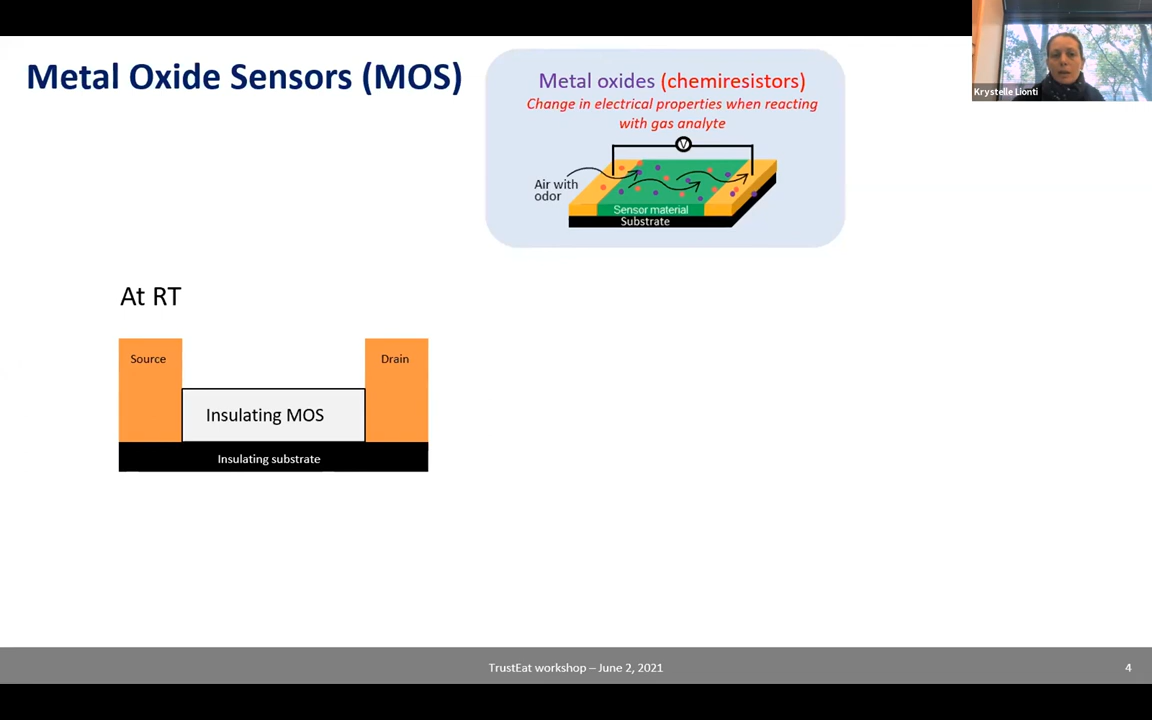 Metal Oxide Sensors (MOS)
Metal oxides (chemiresistors)
Change in electrical properties when reacting
with gas analyte
V
Air with
odor
Sensor material
Substrate
Krystelle Lionti
At RT
Source
Drain
Insulating MOS
Insulating substrate
TrustEat workshop – June 2, 2021
4